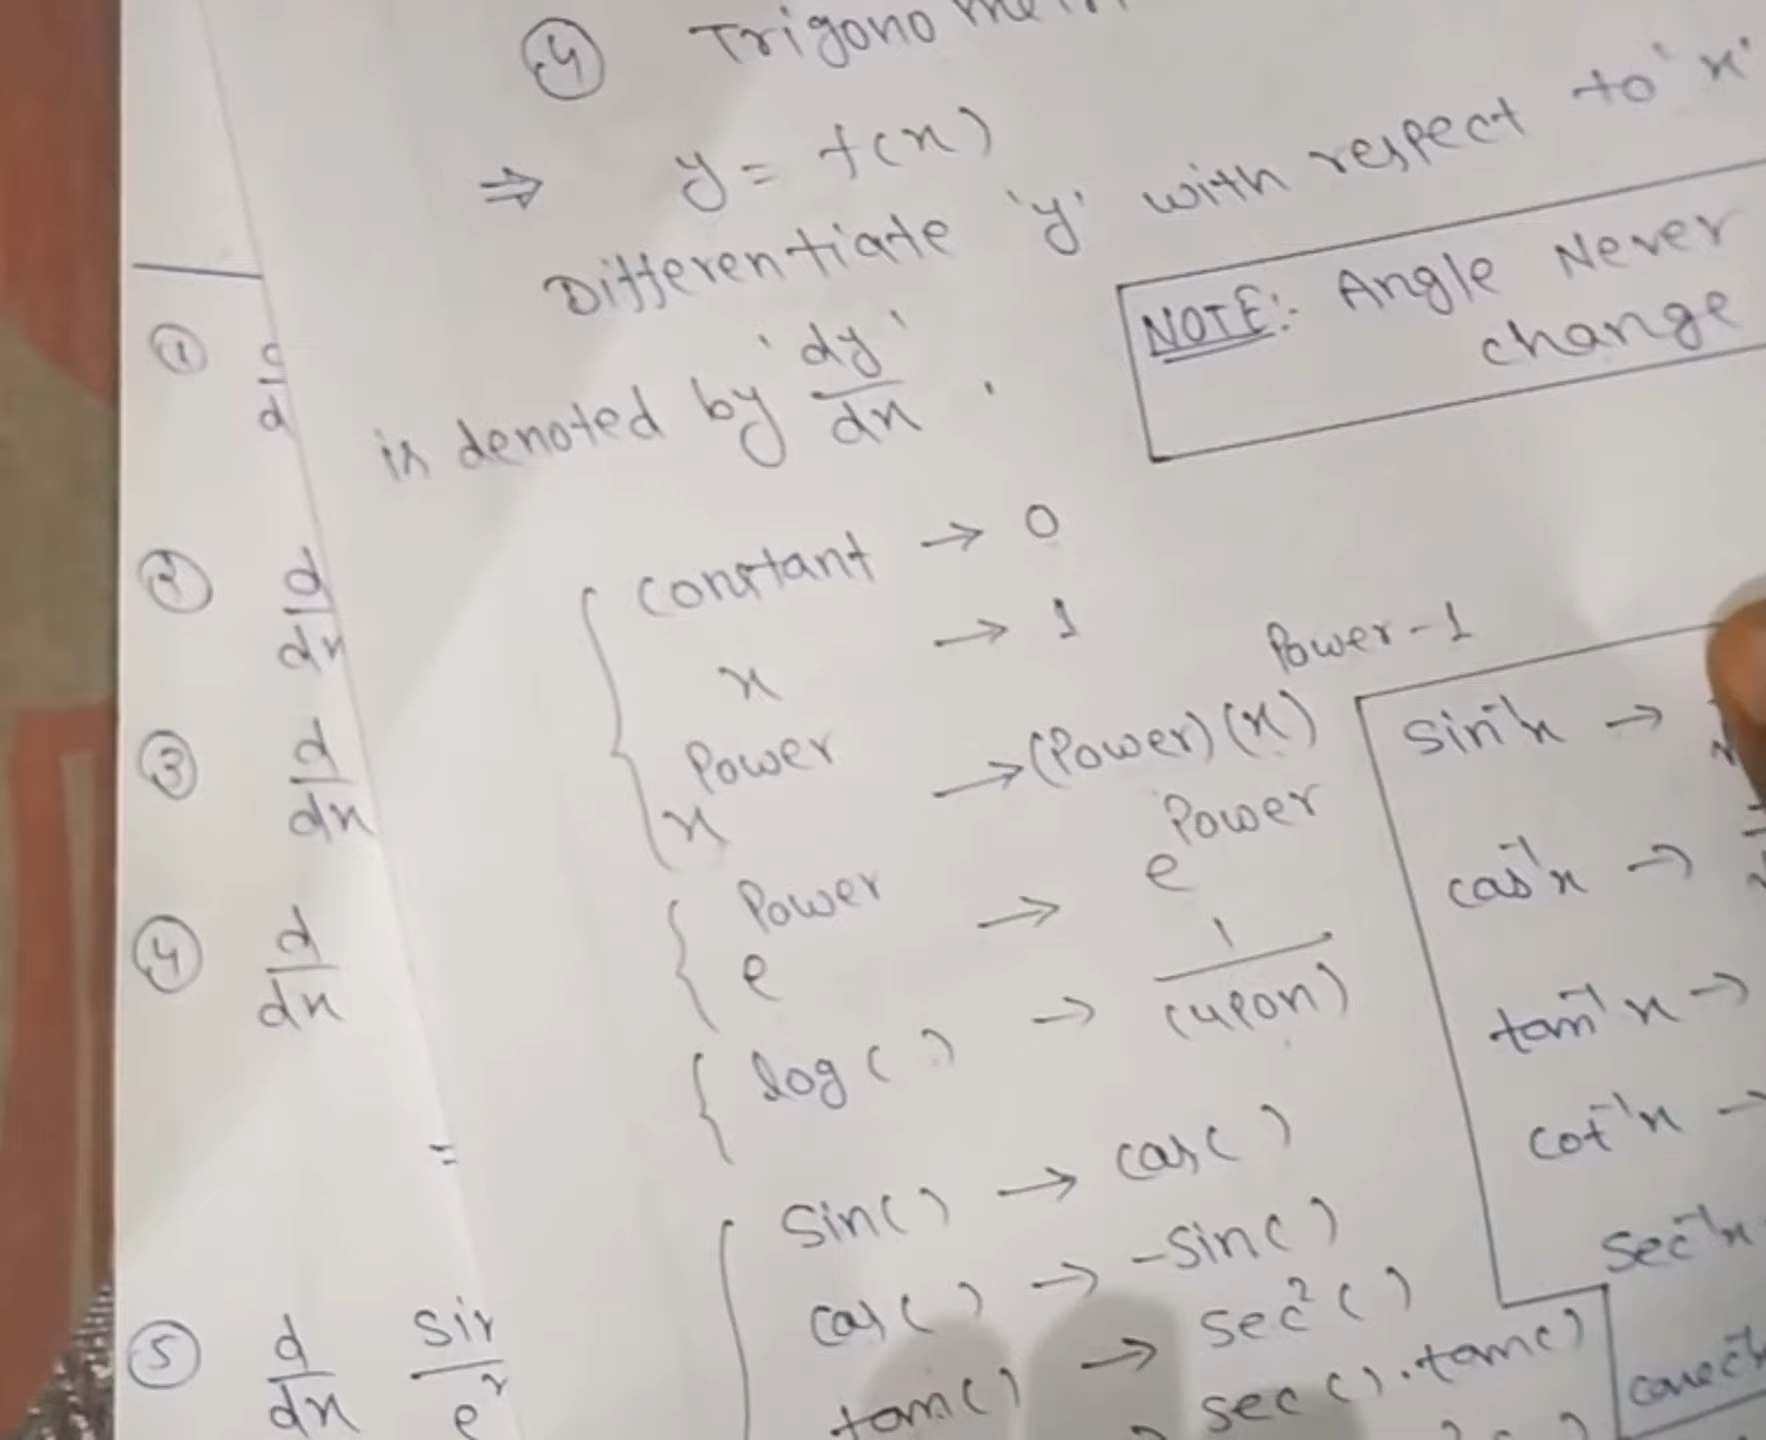 ④
⇒ y = f(x)
Differentiate 'y' with respect to 'x'
is denoted by 'dy/dx' .
NOTE:- Angle Never
change
constant → 0
x → 1
x^Power → (Power)(x)^Power-1
e^Power → e^Power
log( ) → 1/(upon)
sin( ) → cos( )
cos( ) → -sin( )
tan( ) → sec²( )
sec( ).tan( )
sin⁻¹x →
cos⁻¹x →
tan⁻¹x →
cot⁻¹x →
sec⁻¹x
①
② d/dx
③ d/dx
④ d/dx
=
⑤ d/dx